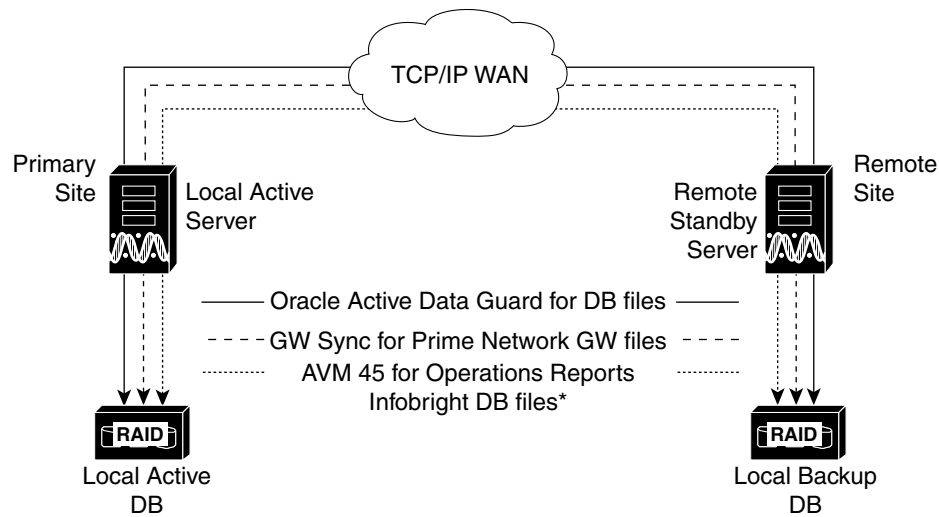 TCP/IP WAN
Primary
Site
Local Active
Server
Remote
Standby
Server
Remote
Site
Oracle Active Data Guard for DB files
GW Sync for Prime Network GW files
AVM 45 for Operations Reports
Infobright DB files*
RAID
Local Active
DB
RAID
Local Backup
DB